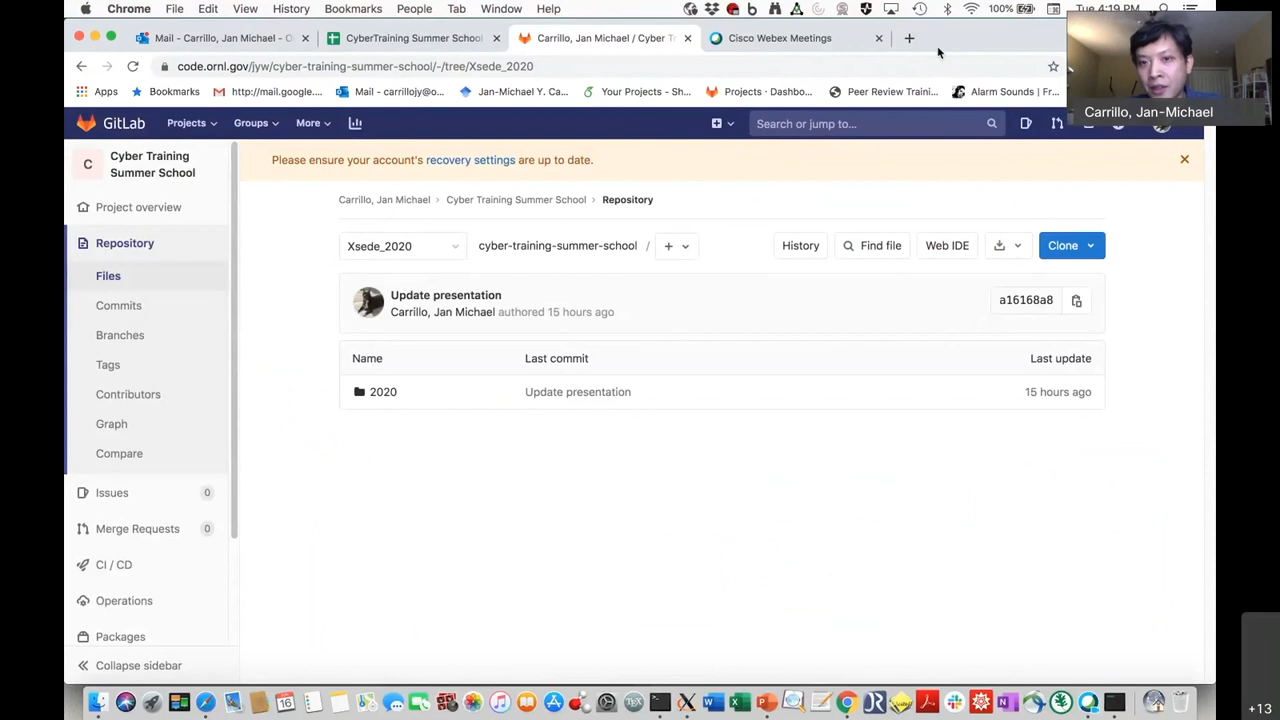 Chrome File Edit View History Bookmarks People Tab Window Help 100% Tue 4:19 PM
Mail - Carrillo, Jan Michael - O CyberTraining Summer School Carrillo, Jan Michael / Cyber T Cisco Webex Meetings
code.ornl.gov/jyw/cyber-training-summer-school/-/tree/Xsede_2020
Apps Bookmarks http://mail.google.... Mail - carrillojy@o... Jan-Michael Y. Ca... Your Projects - Sh... Projects · Dashbo... Peer Review Traini... Alarm Sounds | Fr...
Carrillo, Jan-Michael
GitLab Projects Groups More Search or jump to...
C Cyber Training Summer School
Please ensure your account's recovery settings are up to date.
Project overview
Carrillo, Jan Michael › Cyber Training Summer School › Repository
Repository
Xsede_2020 cyber-training-summer-school / + History Find file Web IDE Clone
Files
Commits
Branches
Tags
Contributors
Graph
Compare
Update presentation
Carrillo, Jan Michael authored 15 hours ago
a16168a8
Name Last commit Last update
2020 Update presentation 15 hours ago
Issues 0
Merge Requests 0
CI / CD
Operations
Packages
Collapse sidebar
16
+13